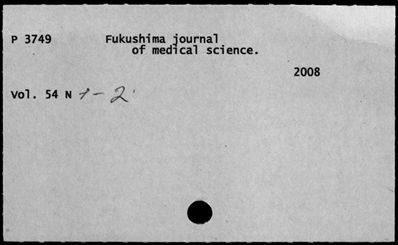 P 3749 Fukushima journal
of medical science.
2008
Vol. 54 N 1-2